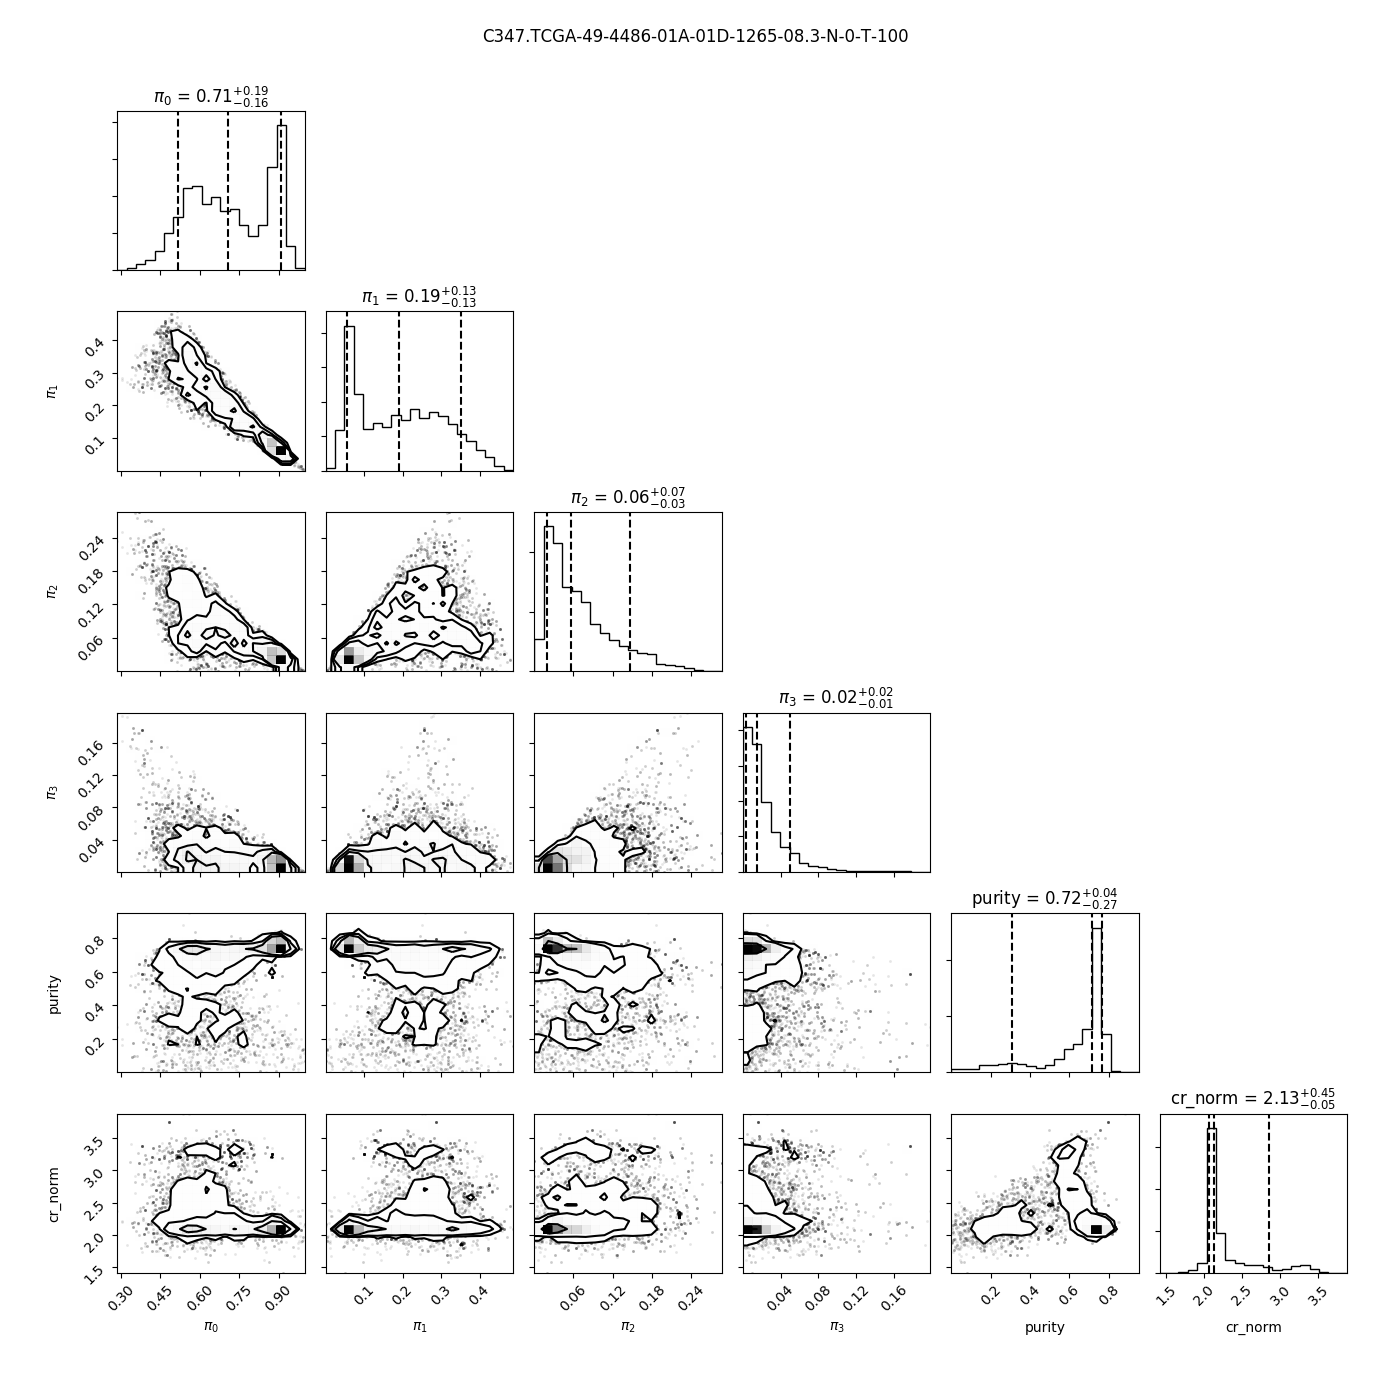 C347.TCGA-49-4486-01A-01D-1265-08.3-N-0-T-100
π₀ = 0.71+0.19−0.16
π₁ = 0.19+0.13−0.13
π₁
0.4
0.3
0.2
0.1
π₂ = 0.06+0.07−0.03
π₂
0.24
0.18
0.12
0.06
π₃ = 0.02+0.02−0.01
π₃
0.16
0.12
0.08
0.04
purity = 0.72+0.04−0.27
purity
0.8
0.6
0.4
0.2
cr_norm = 2.13+0.45−0.05
cr_norm
3.5
3.0
2.5
2.0
1.5
0.30 0.45 0.60 0.75 0.90
0.1 0.2 0.3 0.4
0.06 0.12 0.18 0.24
0.04 0.08 0.12 0.16
0.2 0.4 0.6 0.8
1.5 2.0 2.5 3.0 3.5
π₀ π₁ π₂ π₃ purity cr_norm